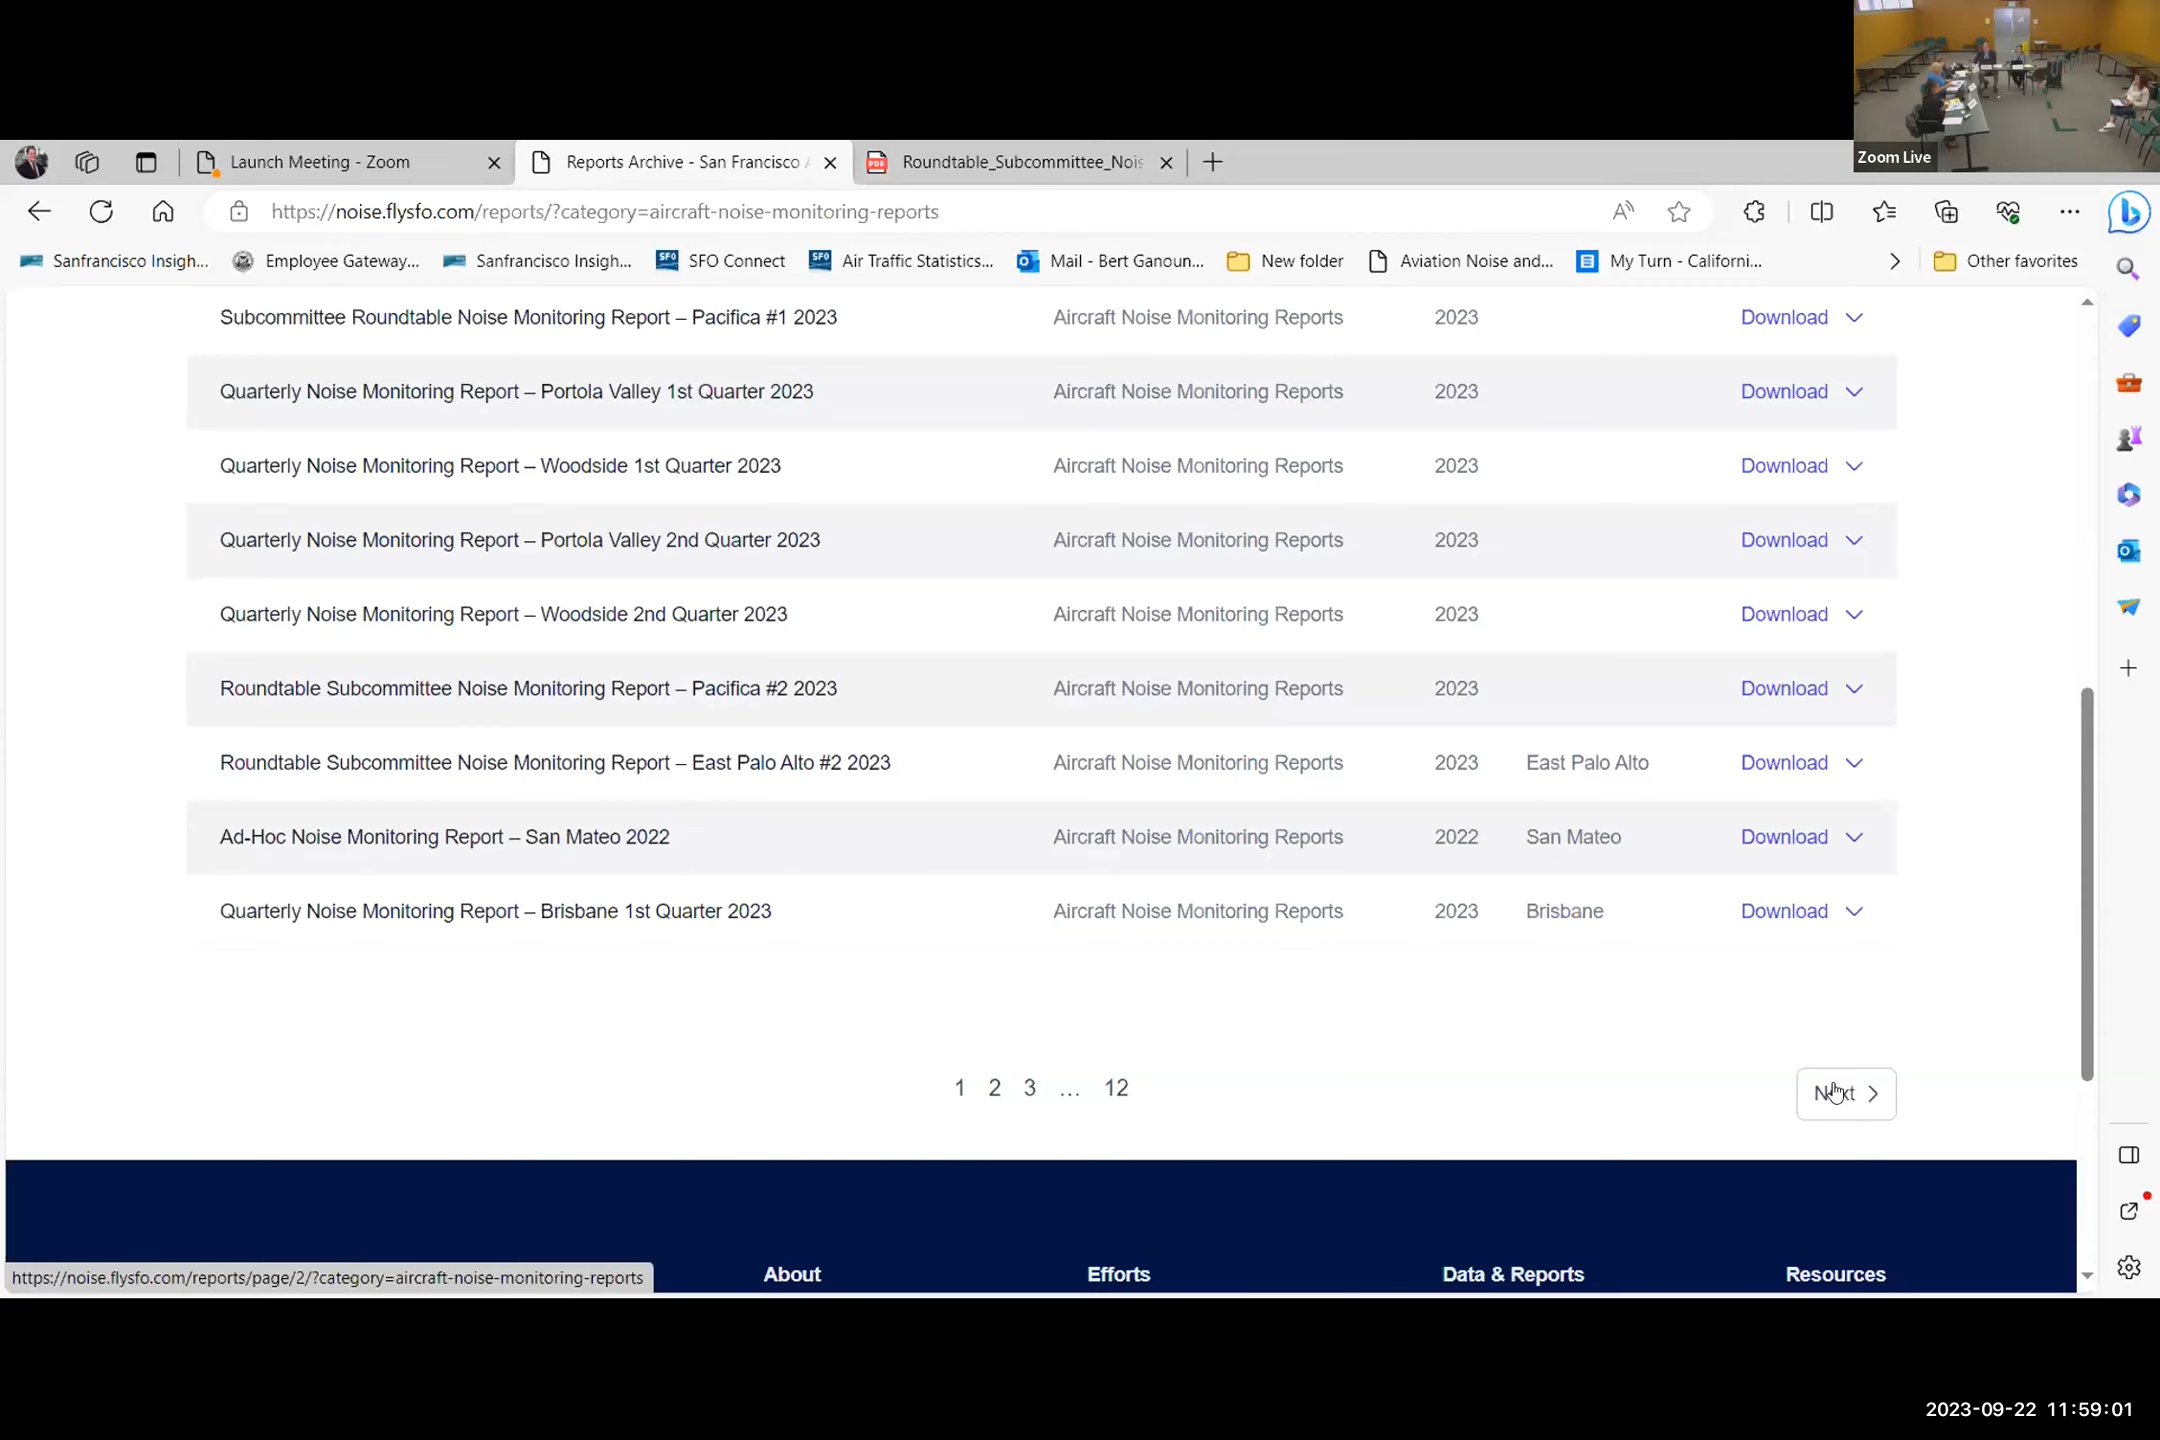 Zoom Live
Launch Meeting - Zoom
Reports Archive - San Francisco A
Roundtable_Subcommittee_Nois
https://noise.flysfo.com/reports/?category=aircraft-noise-monitoring-reports
Sanfrancisco Insigh... Employee Gateway... Sanfrancisco Insigh... SFO Connect Air Traffic Statistics... Mail - Bert Ganoun... New folder Aviation Noise and... My Turn - Californi... Other favorites
Subcommittee Roundtable Noise Monitoring Report – Pacifica #1 2023 Aircraft Noise Monitoring Reports 2023 Download
Quarterly Noise Monitoring Report – Portola Valley 1st Quarter 2023 Aircraft Noise Monitoring Reports 2023 Download
Quarterly Noise Monitoring Report – Woodside 1st Quarter 2023 Aircraft Noise Monitoring Reports 2023 Download
Quarterly Noise Monitoring Report – Portola Valley 2nd Quarter 2023 Aircraft Noise Monitoring Reports 2023 Download
Quarterly Noise Monitoring Report – Woodside 2nd Quarter 2023 Aircraft Noise Monitoring Reports 2023 Download
Roundtable Subcommittee Noise Monitoring Report – Pacifica #2 2023 Aircraft Noise Monitoring Reports 2023 Download
Roundtable Subcommittee Noise Monitoring Report – East Palo Alto #2 2023 Aircraft Noise Monitoring Reports 2023 East Palo Alto Download
Ad-Hoc Noise Monitoring Report – San Mateo 2022 Aircraft Noise Monitoring Reports 2022 San Mateo Download
Quarterly Noise Monitoring Report – Brisbane 1st Quarter 2023 Aircraft Noise Monitoring Reports 2023 Brisbane Download
1 2 3 ... 12 Next
https://noise.flysfo.com/reports/page/2/?category=aircraft-noise-monitoring-reports
About Efforts Data & Reports Resources
2023-09-22 11:59:01